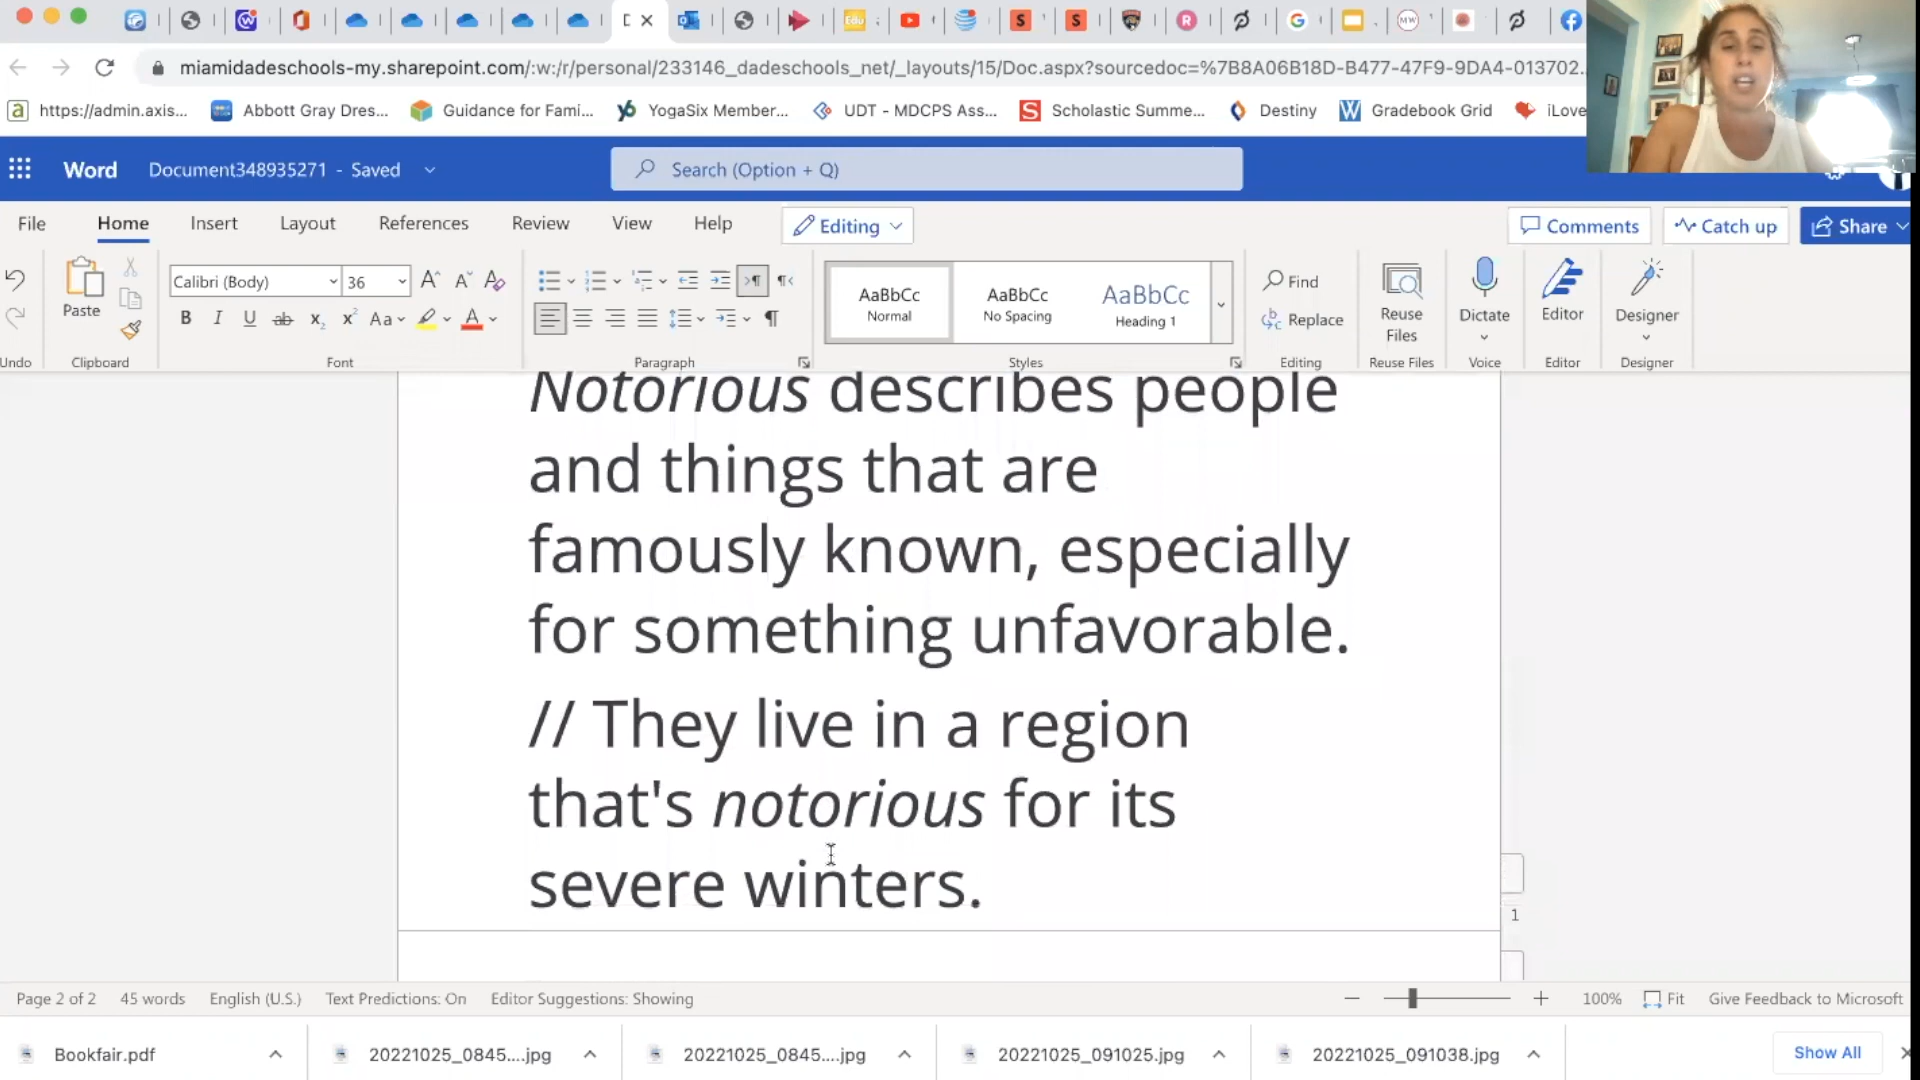 miamidadeschools-my.sharepoint.com/:w:/r/personal/233146_dadeschools_net/_layouts/15/Doc.aspx?sourcedoc=%7B8A06B18D-B477-47F9-9DA4-013702...
https://admin.axis... Abbott Gray Dres... Guidance for Fami... YogaSix Member... UDT - MDCPS Ass... Scholastic Summe... Destiny Gradebook Grid iLove
Word Document348935271 - Saved Search (Option + Q)
File Home Insert Layout References Review View Help Editing Comments Catch up Share
Calibri (Body) 36
Paste
B I U ab x₂ x² Aa A
AaBbCc AaBbCc AaBbCc
Normal No Spacing Heading 1
Find
Replace
Reuse Files Dictate Editor Designer
Undo Clipboard Font Paragraph Styles Editing Reuse Files Voice Editor Designer
Notorious describes people
and things that are
famously known, especially
for something unfavorable.
// They live in a region
that's notorious for its
severe winters.
1
Page 2 of 2 45 words English (U.S.) Text Predictions: On Editor Suggestions: Showing 100% Fit Give Feedback to Microsoft
Bookfair.pdf 20221025_0845....jpg 20221025_0845....jpg 20221025_091025.jpg 20221025_091038.jpg Show All